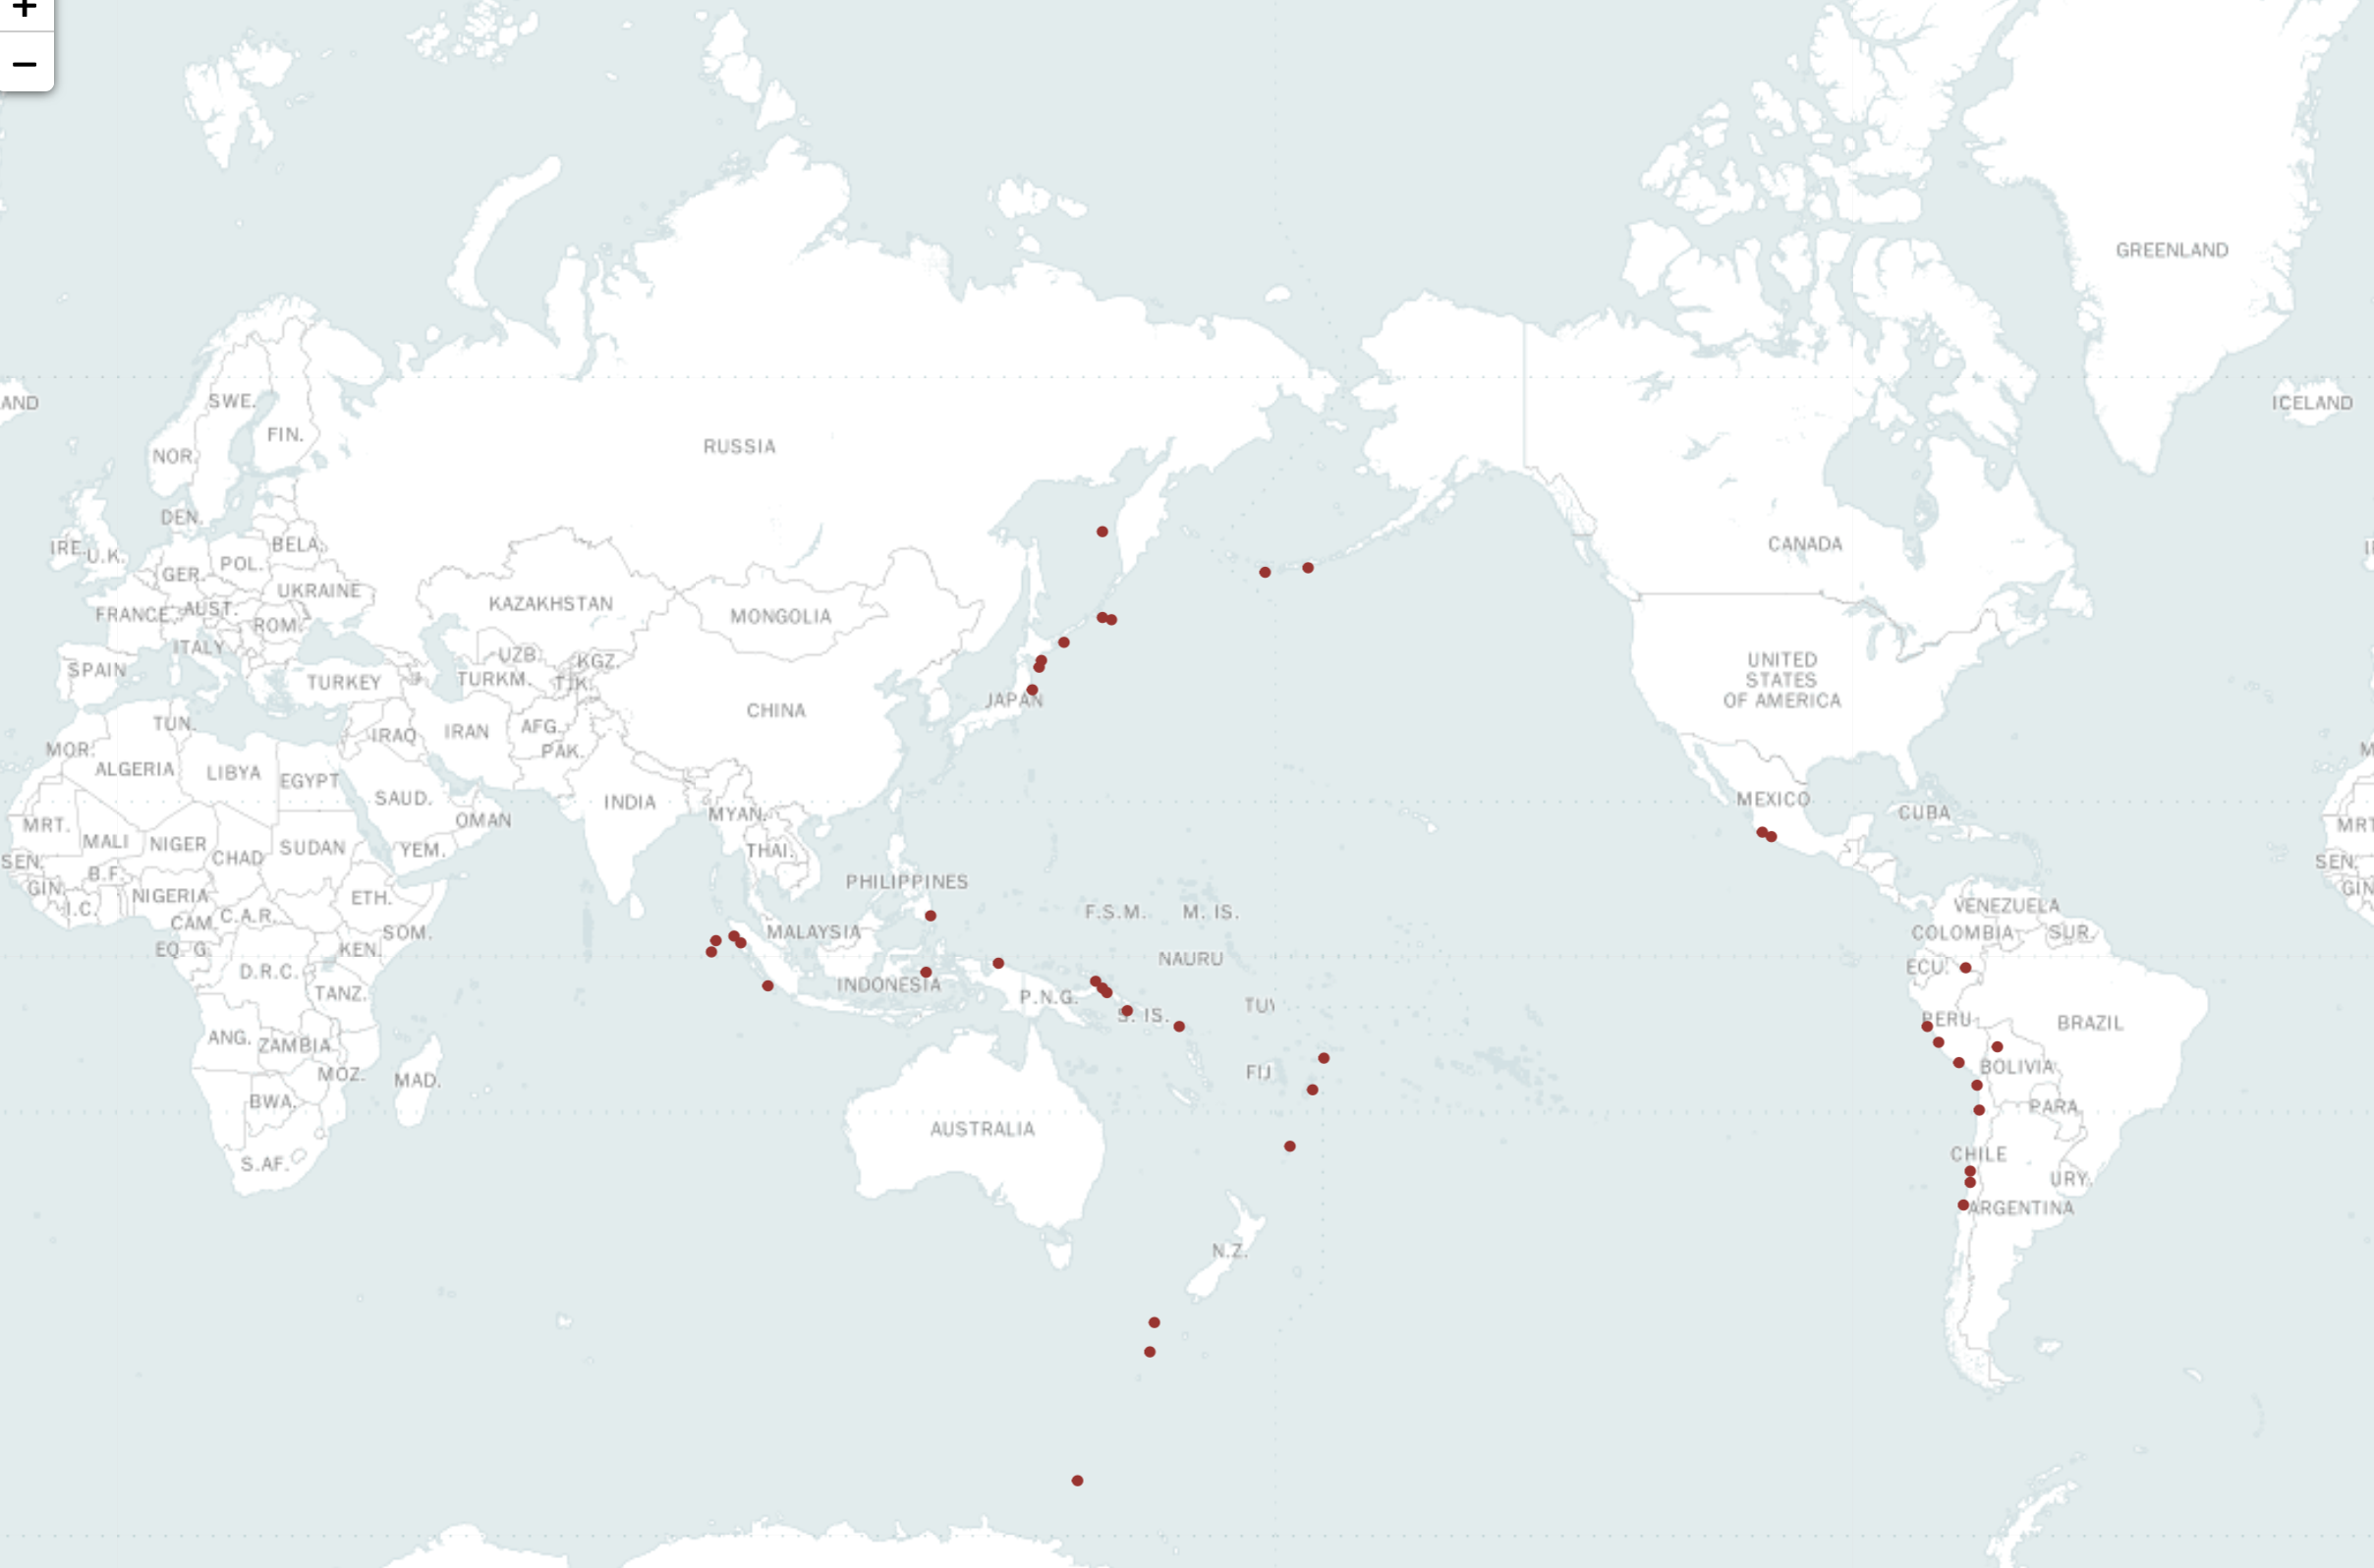 +
−
GREENLAND
AND
SWE.
ICELAND
FIN.
RUSSIA
NOR.
DEN.
IRE.
U.K.
BELA.
CANADA
POL.
GER.
UKRAINE
KAZAKHSTAN
FRANCE
AUST.
MONGOLIA
ROM.
ITALY
UZB.
KGZ.
SPAIN
TURKEY
TURKM.
TJK.
UNITED
STATES
OF AMERICA
JAPAN
CHINA
TUN.
IRAQ
IRAN
AFG.
MOR.
PAK.
ALGERIA
LIBYA
EGYPT
SAUD.
INDIA
MEXICO
OMAN
MYAN.
CUBA
MRT.
MRT
MALI
NIGER
SUDAN
YEM.
THAI.
CHAD
SEN.
SEN.
B.F.
PHILIPPINES
GIN.
GIN
NIGERIA
ETH.
I.C.
F.S.M.
M. IS.
VENEZUELA
CAM.
C.A.R.
SOM.
MALAYSIA
COLOMBIA
SUR.
EQ. G.
KEN.
NAURU
D.R.C.
ECU.
INDONESIA
TANZ.
P.N.G.
TUV
S. IS.
PERU
BRAZIL
ANG.
ZAMBIA
BOLIVIA
MOZ.
MAD.
FIJ
BWA.
PARA.
AUSTRALIA
CHILE
S.AF.
URY.
ARGENTINA
N.Z.